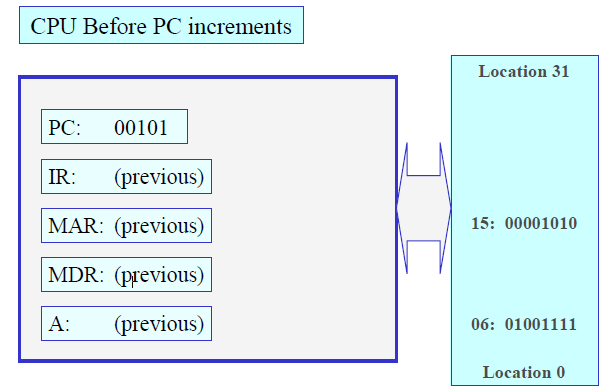 CPU Before PC increments
Location 31
PC: 00101
IR: (previous)
MAR: (previous)
15: 00001010
MDR: (previous)
A: (previous)
06: 01001111
Location 0